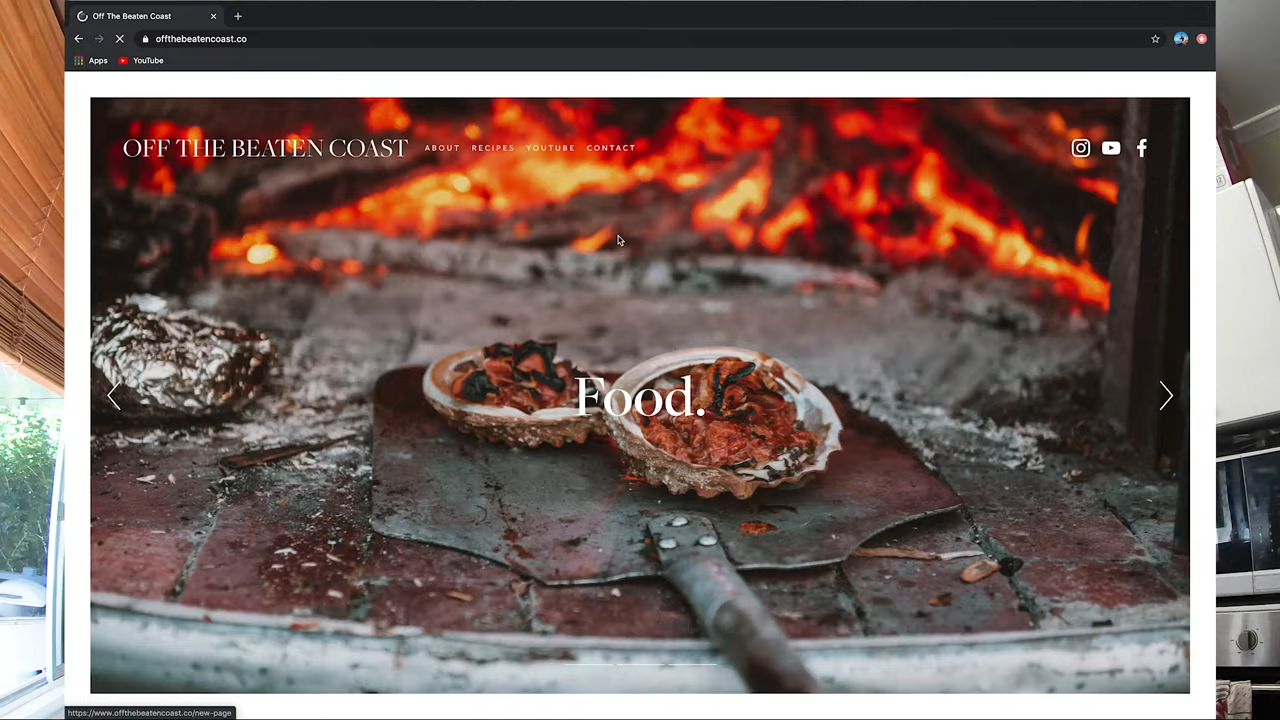 Off The Beaten Coast
offthebeatencoast.co
Apps
YouTube
OFF THE BEATEN COAST
ABOUT
RECIPES
YOUTUBE
CONTACT
Food.
https://www.offthebeatencoast.co/new-page